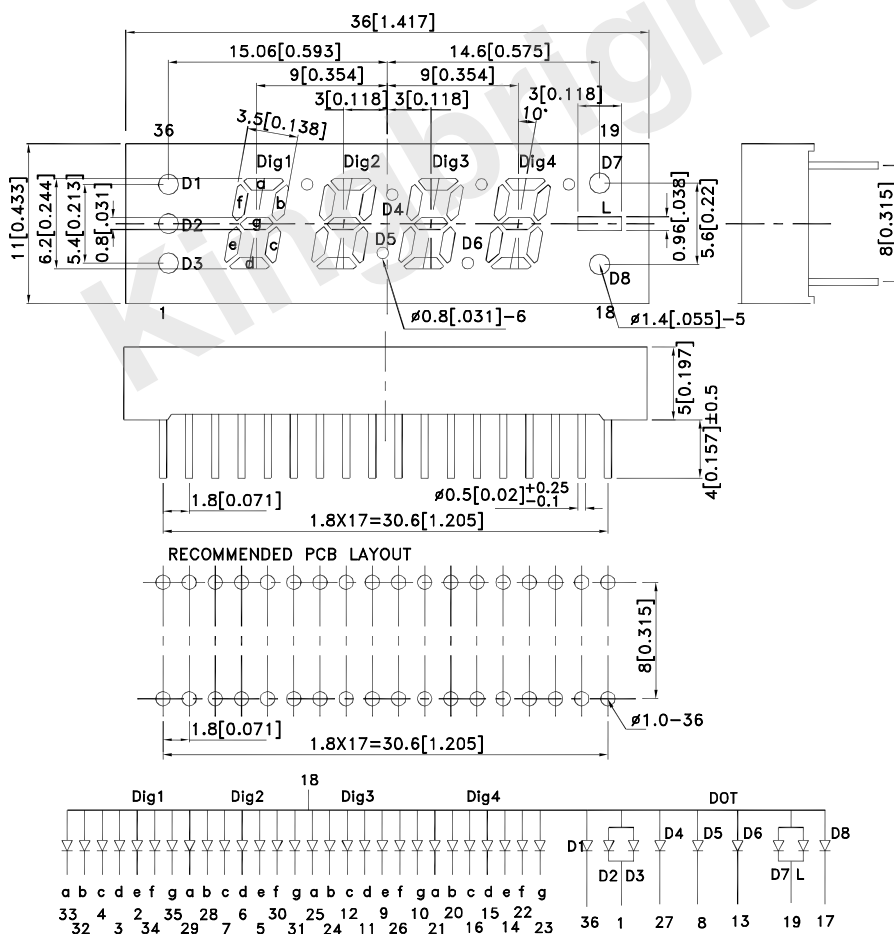 Kingbright
36[1.417]
15.06[0.593] 14.6[0.575]
9[0.354] 9[0.354]
3[0.118] 3[0.118] 3[0.118]
3.5[0.138] 10°
36 19
Dig1 Dig2 Dig3 Dig4 D7
D1 a
f b D4
D2 g L
D5
e c D6
D3 d D8
1 18
11[0.433]
6.2[0.244]
5.4[0.213]
0.8[.031]
0.96[.038]
5.6[0.22]
8[0.315]
ø0.8[.031]-6 ø1.4[.055]-5
5[0.197]
4[0.157]±0.5
1.8[0.071] ø0.5[0.02]+0.25
-0.1
1.8X17=30.6[1.205]
RECOMMENDED PCB LAYOUT
8[0.315]
1.8[0.071] ø1.0-36
1.8X17=30.6[1.205]
18
Dig1 Dig2 Dig3 Dig4 DOT
D1 D4 D5 D6 D8
D2 D3 D7 L
a b c d e f g a b c d e f g a b c d e f g a b c d e f g
33 4 2 35 28 6 30 25 12 9 10 20 15 22
32 3 34 29 7 5 31 24 11 26 21 16 14 23
36 1 27 8 13 19 17